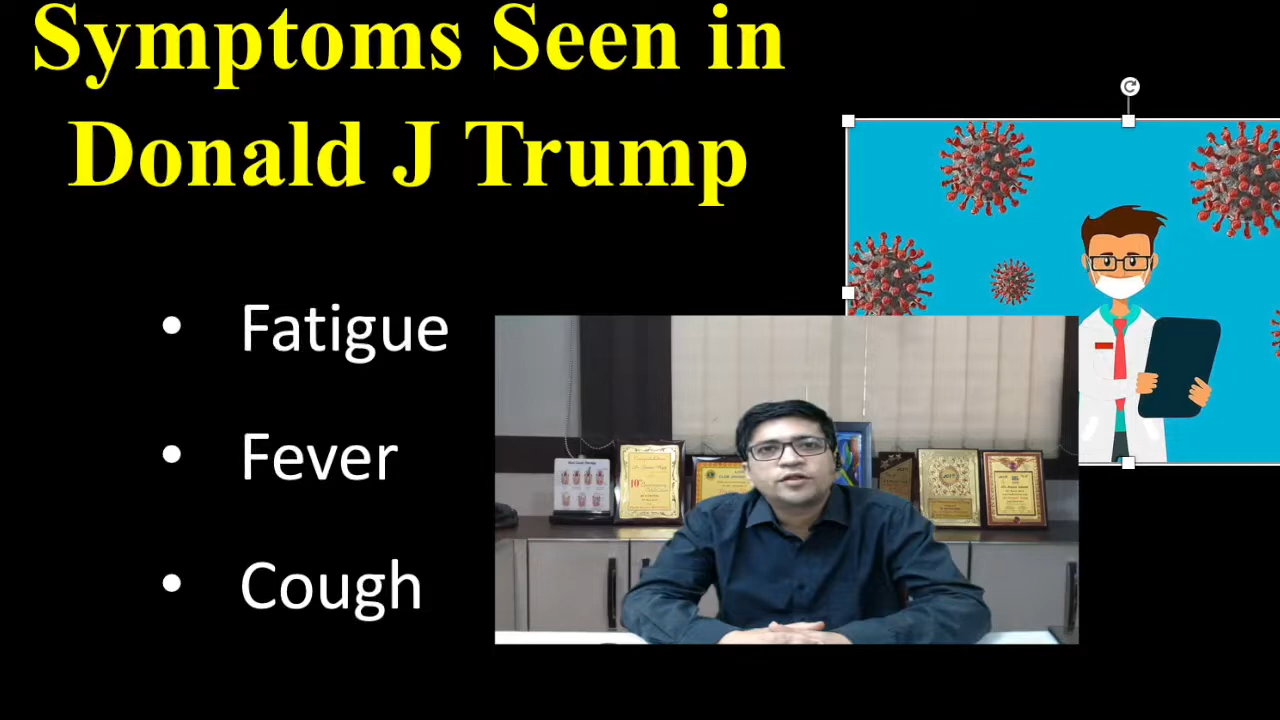 Symptoms Seen in
Donald J Trump
• Fatigue
• Fever
• Cough